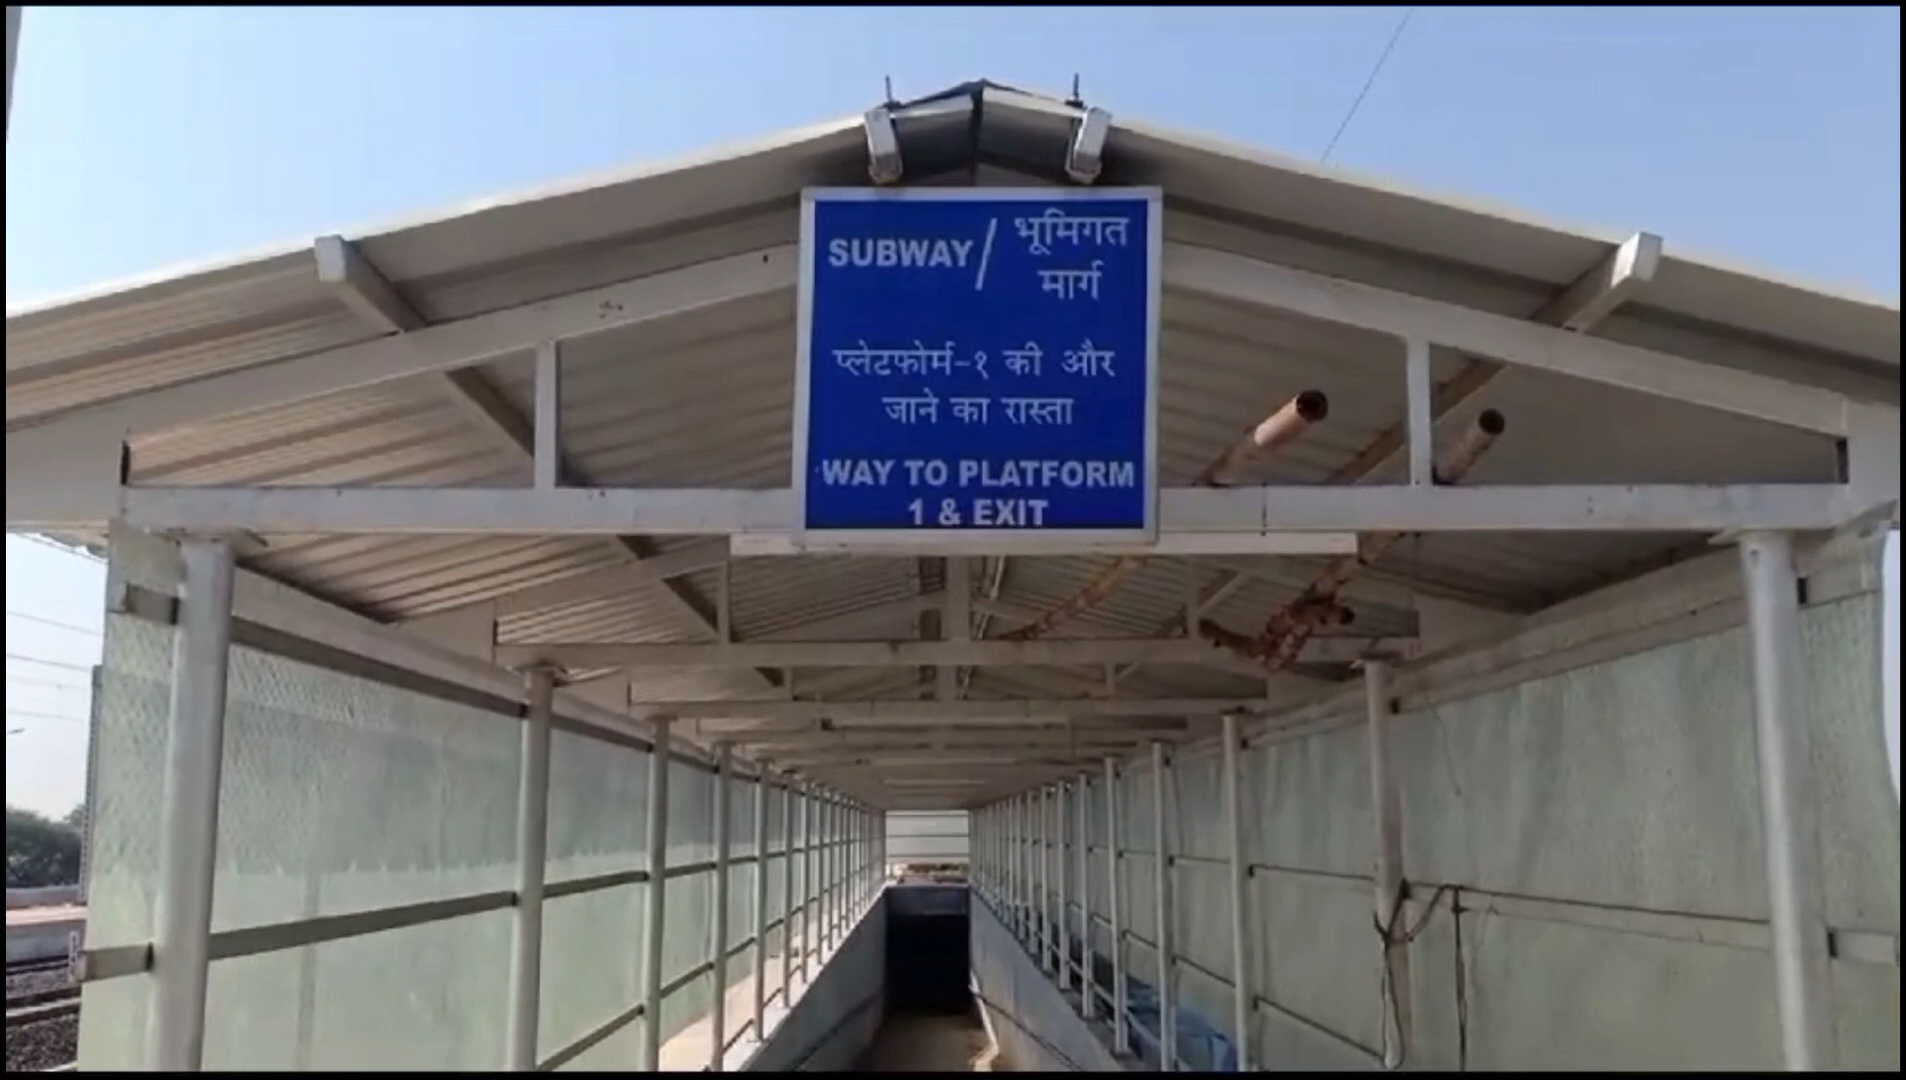 SUBWAY / भूमिगत
मार्ग
प्लेटफोर्म-१ की और
जाने का रास्ता
WAY TO PLATFORM
1 & EXIT